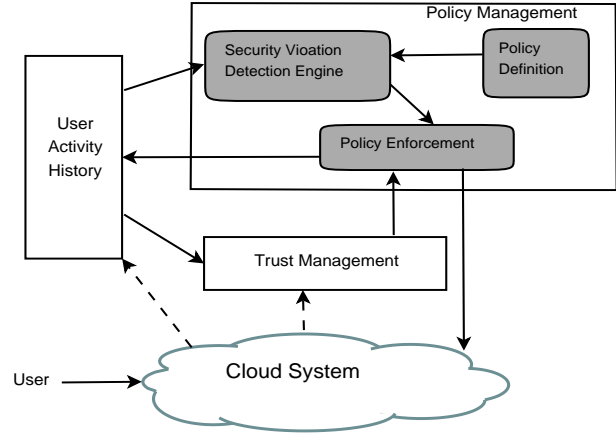 Policy Management
Security Vioation
Detection Engine
Policy
Definition
User
Activity
History
Policy Enforcement
Trust Management
Cloud System
User